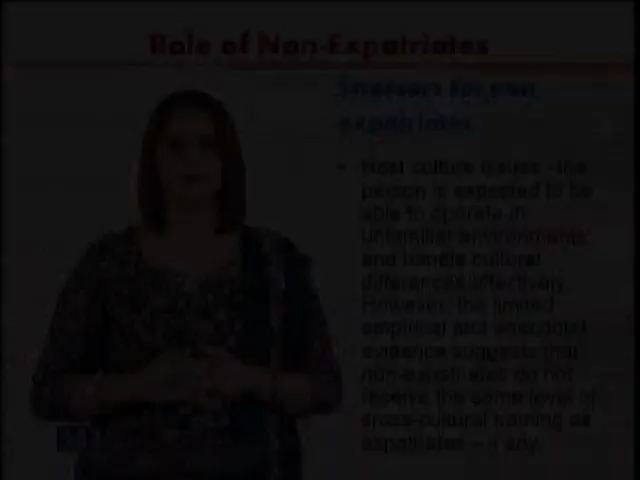 Role of Non-Expatriates
Stressors for non
expatriates
• Host culture issues –the
person is expected to be
able to operate in
unfamiliar environments
and handle cultural
differences effectively.
However, the limited
empirical and anecdotal
evidence suggests that
non-expatriates do not
receive the same level of
cross-cultural training as
expatriates – if any.